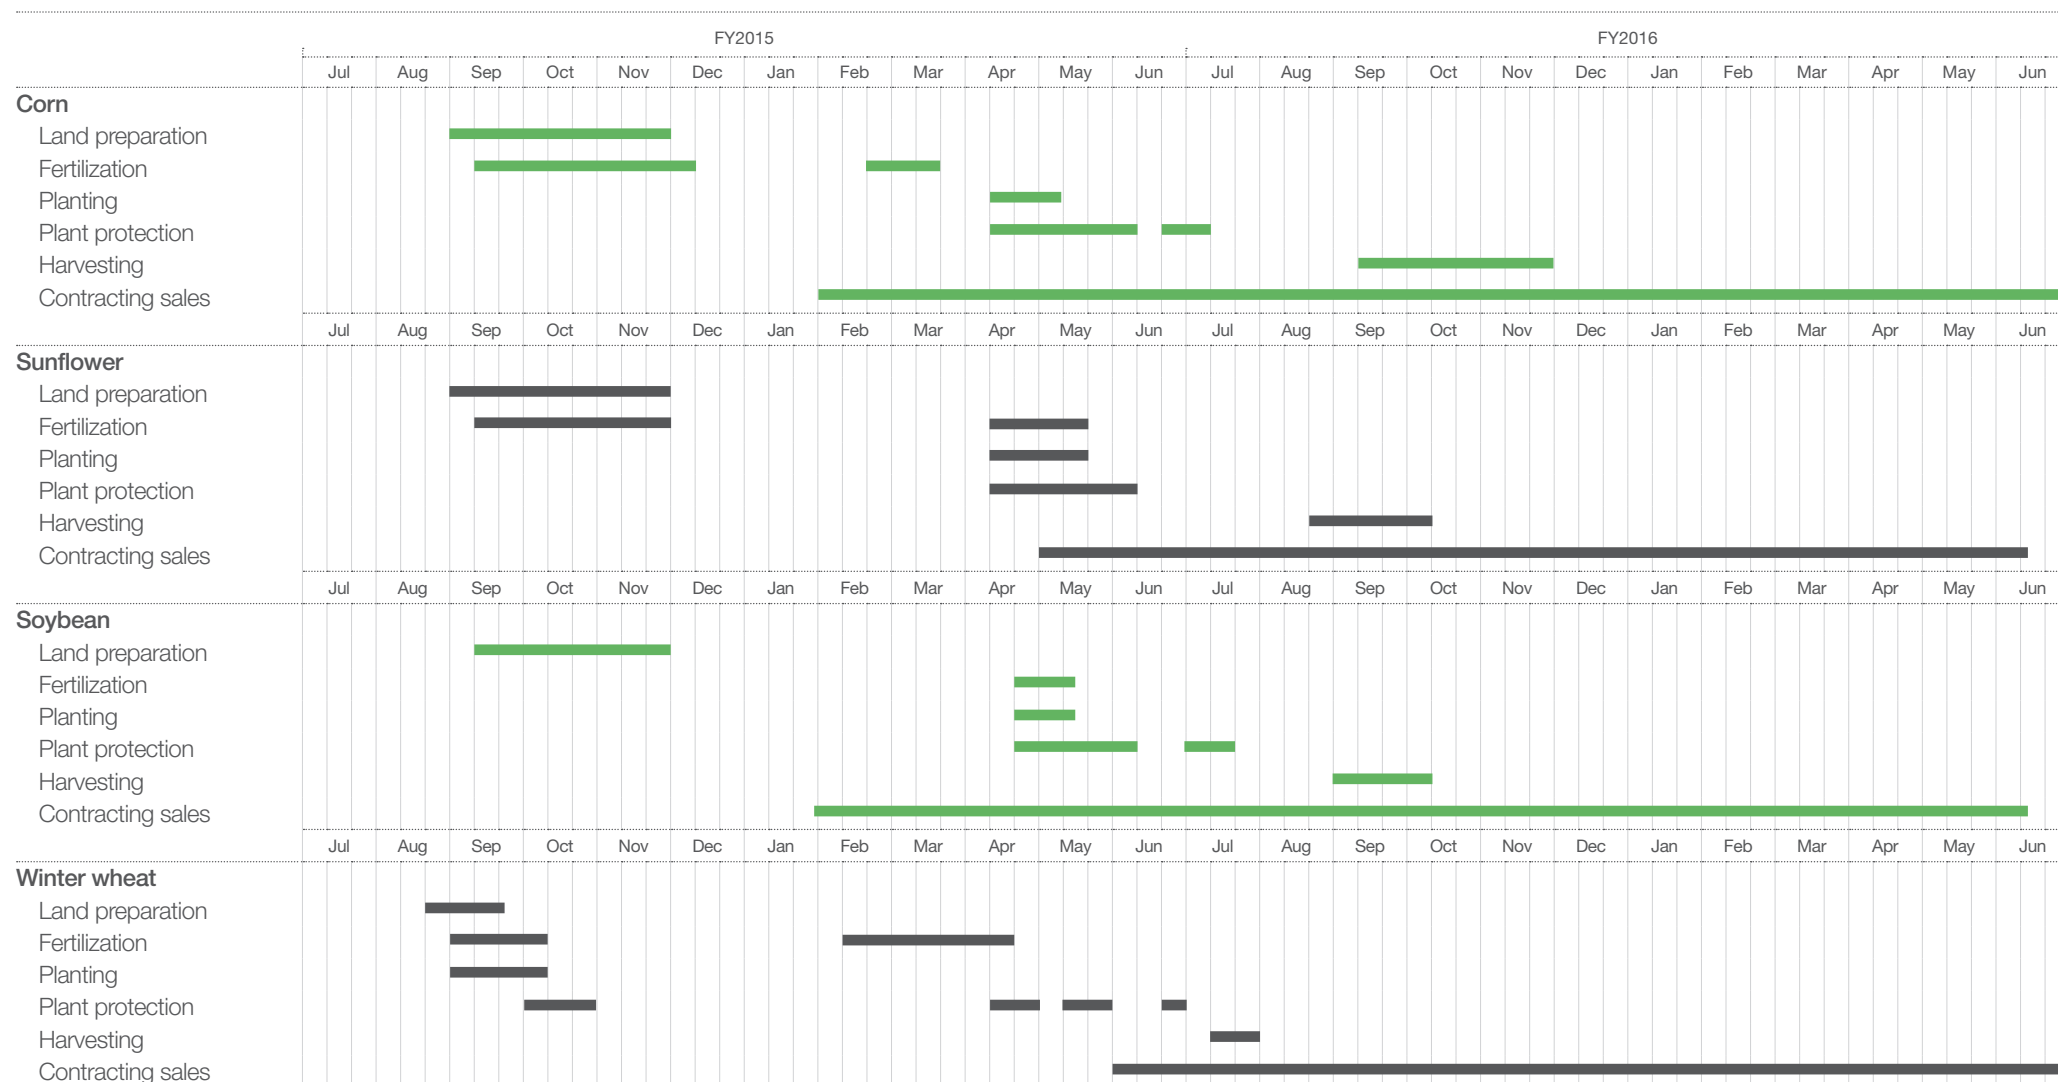 FY2015 FY2016
Jul Aug Sep Oct Nov Dec Jan Feb Mar Apr May Jun Jul Aug Sep Oct Nov Dec Jan Feb Mar Apr May Jun
Corn
Land preparation
Fertilization
Planting
Plant protection
Harvesting
Contracting sales
Jul Aug Sep Oct Nov Dec Jan Feb Mar Apr May Jun Jul Aug Sep Oct Nov Dec Jan Feb Mar Apr May Jun
Sunflower
Land preparation
Fertilization
Planting
Plant protection
Harvesting
Contracting sales
Jul Aug Sep Oct Nov Dec Jan Feb Mar Apr May Jun Jul Aug Sep Oct Nov Dec Jan Feb Mar Apr May Jun
Soybean
Land preparation
Fertilization
Planting
Plant protection
Harvesting
Contracting sales
Jul Aug Sep Oct Nov Dec Jan Feb Mar Apr May Jun Jul Aug Sep Oct Nov Dec Jan Feb Mar Apr May Jun
Winter wheat
Land preparation
Fertilization
Planting
Plant protection
Harvesting
Contracting sales